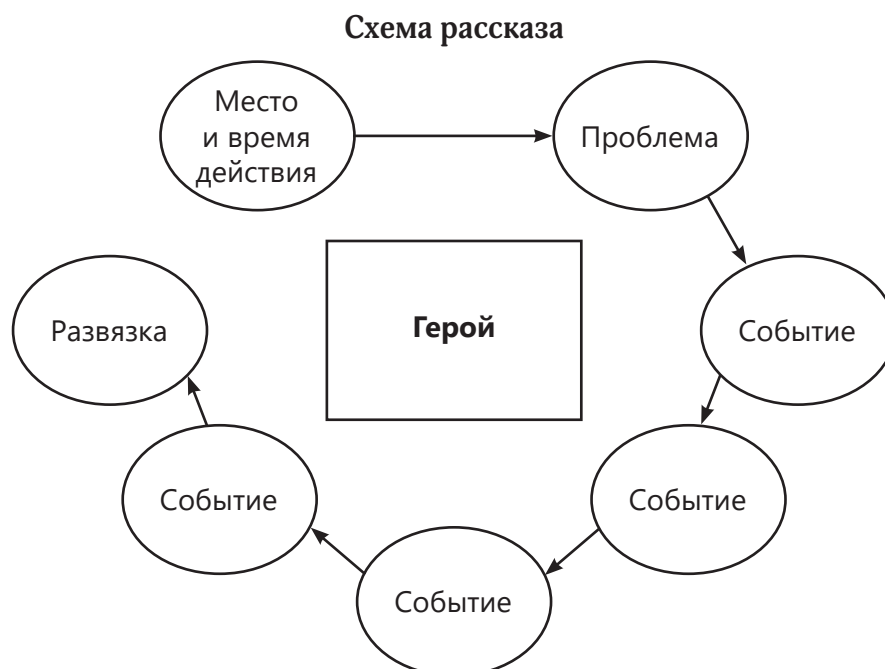 Схема рассказа
Место
и время
действия
Проблема
Герой
Развязка
Событие
Событие
Событие
Событие